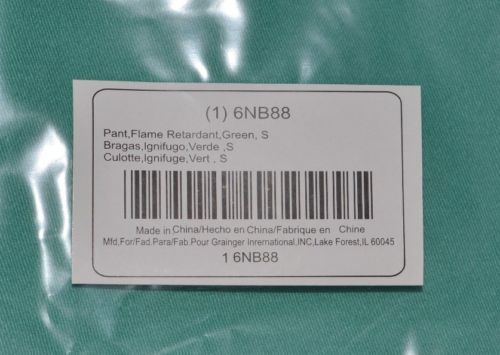 (1) 6NB88
Pant,Flame Retardant,Green, S
Bragas,Ignifugo,Verde ,S
Culotte,Ignifuge,Vert , S
Made in China/Hecho en China/Fabrique en Chine
Mfd.For/Fad.Para/Fab.Pour Grainger Inrernational,INC,Lake Forest,IL 60045
1 6NB88